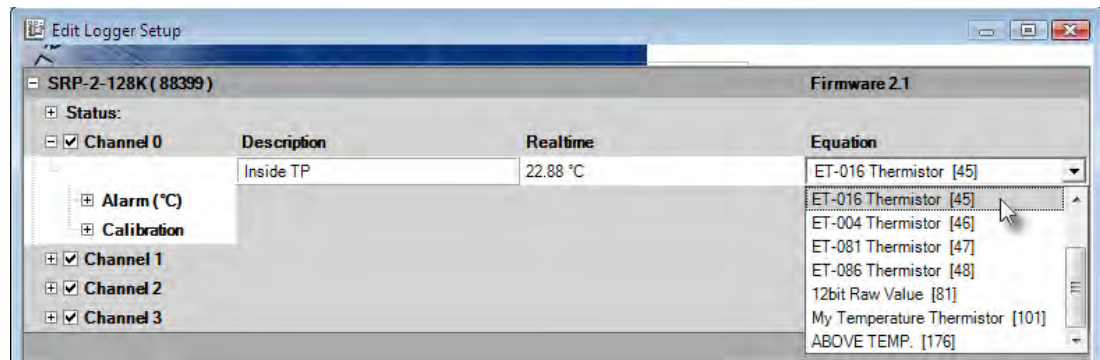 Edit Logger Setup
SRP-2-128K ( 88399 ) Firmware 2.1
Status:
Channel 0 Description Realtime Equation
Inside TP 22.88 °C ET-016 Thermistor [45]
Alarm (°C) ET-016 Thermistor [45]
ET-004 Thermistor [46]
Calibration
ET-081 Thermistor [47]
Channel 1
ET-086 Thermistor [48]
Channel 2 12bit Raw Value [81]
Channel 3 My Temperature Thermistor [101]
ABOVE TEMP. [176]